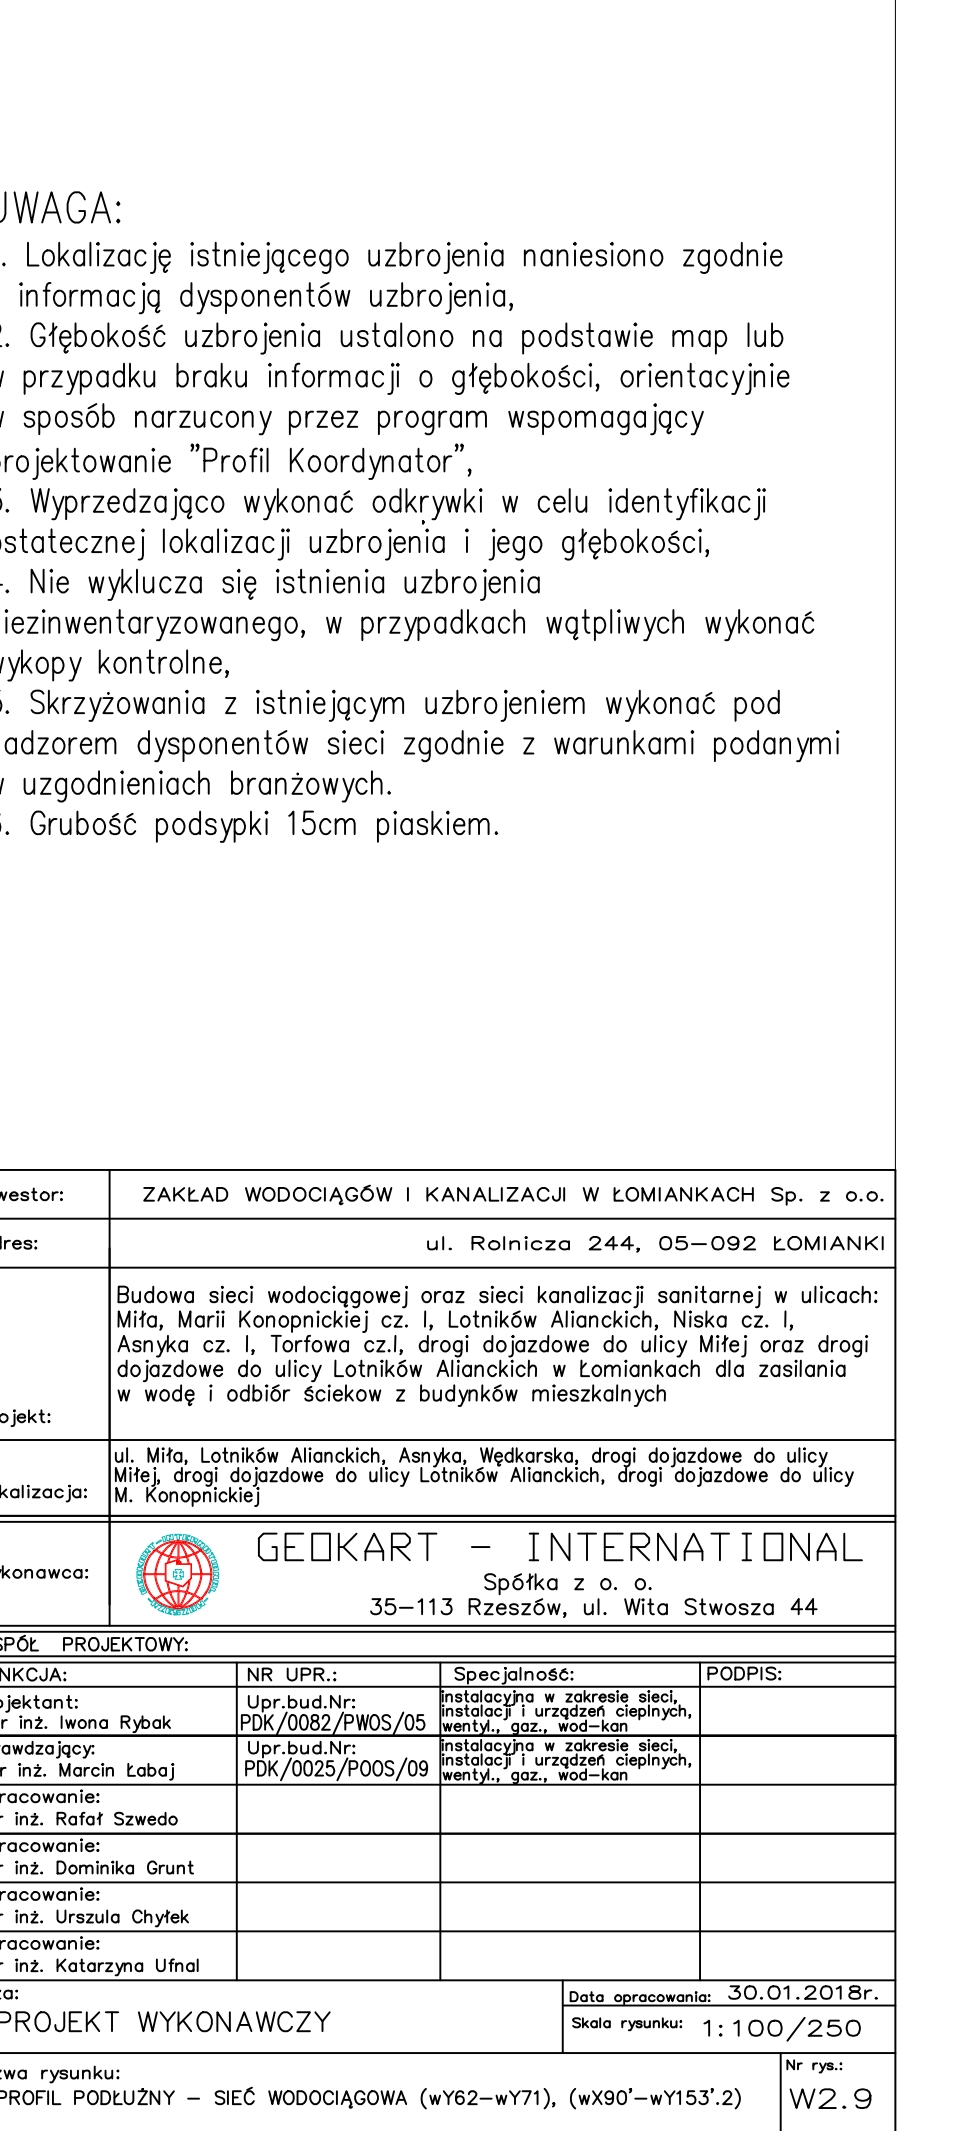 UWAGA:
. Lokalizację istniejącego uzbrojenia naniesiono zgodnie
informacją dysponentów uzbrojenia,
2. Głębokość uzbrojenia ustalono na podstawie map lub
w przypadku braku informacji o głębokości, orientacyjnie
w sposób narzucony przez program wspomagający
projektowanie "Profil Koordynator",
3. Wyprzedzająco wykonać odkrywki w celu identyfikacji
ostatecznej lokalizacji uzbrojenia i jego głębokości,
4. Nie wyklucza się istnienia uzbrojenia
iezinwentaryzowanego, w przypadkach wątpliwych wykonać
wykopy kontrolne,
5. Skrzyżowania z istniejącym uzbrojeniem wykonać pod
adzorem dysponentów sieci zgodnie z warunkami podanymi
w uzgodnieniach branżowych.
6. Grubość podsypki 15cm piaskiem.
westor: ZAKŁAD WODOCIĄGÓW I KANALIZACJI W ŁOMIANKACH Sp. z o.o.
dres: ul. Rolnicza 244, 05-092 ŁOMIANKI
Budowa sieci wodociągowej oraz sieci kanalizacji sanitarnej w ulicach:
Miła, Marii Konopnickiej cz. I, Lotników Alianckich, Niska cz. I,
Asnyka cz. I, Torfowa cz.I, drogi dojazdowe do ulicy Miłej oraz drogi
dojazdowe do ulicy Lotników Alianckich w Łomiankach dla zasilania
w wodę i odbiór ściekow z budynków mieszkalnych
ojekt:
ul. Miła, Lotników Alianckich, Asnyka, Wędkarska, drogi dojazdowe do ulicy
Miłej, drogi dojazdowe do ulicy Lotników Alianckich, drogi dojazdowe do ulicy
kalizacja: M. Konopnickiej
GEOKART - INTERNATIONAL
konawca: Spółka z o. o.
35-113 Rzeszów, ul. Wita Stwosza 44
SPÓŁ PROJEKTOWY:
NKCJA: NR UPR.: Specjalność: PODPIS:
ojektant: Upr.bud.Nr: instalacyjna w zakresie sieci,
r inż. Iwona Rybak PDK/0082/PWOS/05 instalacji i urządzeń cieplnych,
wentyl., gaz., wod-kan
awdzający: Upr.bud.Nr: instalacyjna w zakresie sieci,
r inż. Marcin Łabaj PDK/0025/POOS/09 instalacji i urządzeń cieplnych,
wentyl., gaz., wod-kan
racowanie:
r inż. Rafał Szwedo
racowanie:
r inż. Dominika Grunt
racowanie:
r inż. Urszula Chyłek
racowanie:
r inż. Katarzyna Ufnal
za: Data opracowania: 30.01.2018r.
PROJEKT WYKONAWCZY Skala rysunku: 1:100/250
zwa rysunku: Nr rys.:
PROFIL PODŁUŻNY - SIEĆ WODOCIĄGOWA (wY62-wY71), (wX90'-wY153'.2) W2.9